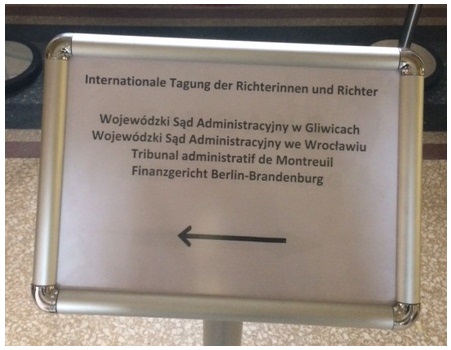 Internationale Tagung der Richterinnen und Richter
Wojewódzki Sąd Administracyjny w Gliwicach
Wojewódzki Sąd Administracyjny we Wrocławiu
Tribunal administratif de Montreuil
Finanzgericht Berlin-Brandenburg